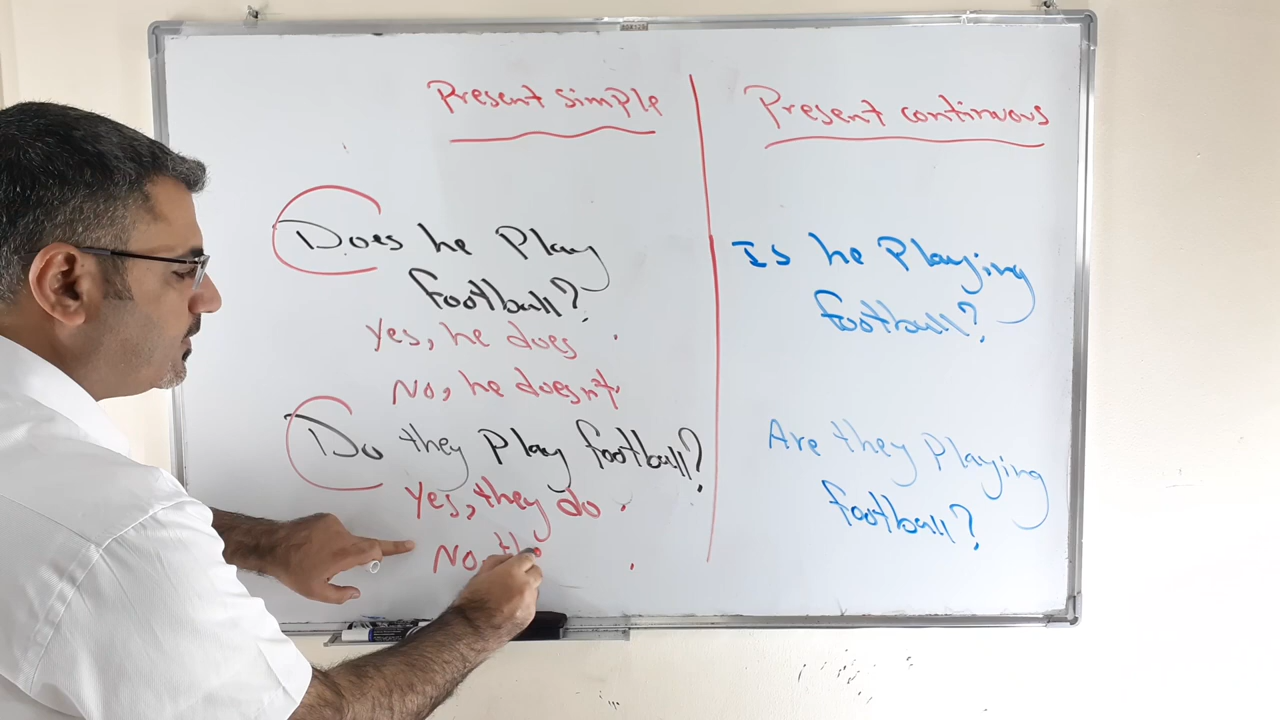 Present simple
Does he Play
football?
Yes, he does.
No, he doesn't.
Do they Play football?
Yes, they do.
No, the
Present continuous
Is he Playing
football?
Are they Playing
football?